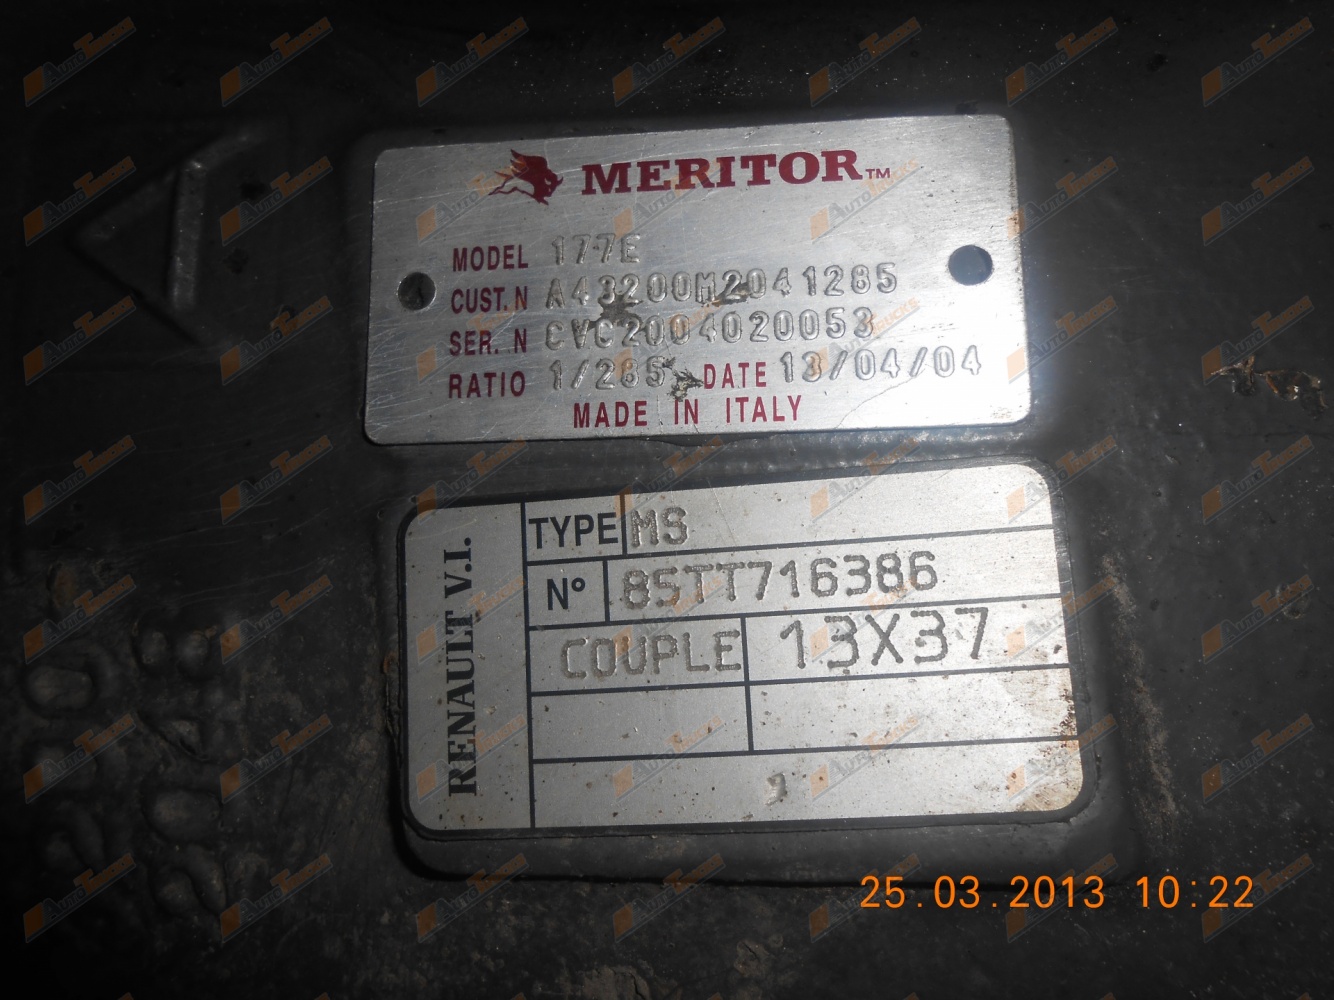 MERITOR™
MODEL 177E
CUST. N A43200M2041285
SER. N CVC2004020053
RATIO 1/285 DATE 13/04/04
MADE IN ITALY
RENAULT V.I.
TYPE MS
N° 85TT716386
COUPLE 13X37
25.03.2013 10:22
AUTOTRUCKS